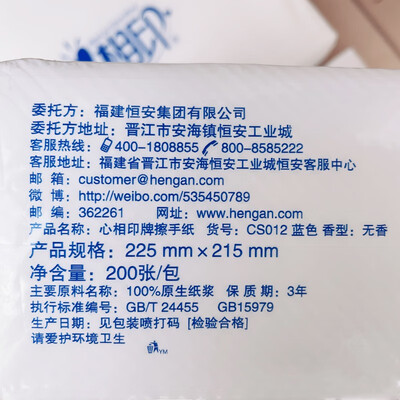 心相印
委托方：福建恒安集团有限公司
委托方地址：晋江市安海镇恒安工业城
客服热线：400-1808855 800-8585222
客服地址：福建省晋江市安海恒安工业城恒安客服中心
邮 箱：customer@hengan.com
微 博：http://weibo.com/535450789
邮 编：362261 网址：www.hengan.com
产品名称：心相印牌擦手纸 货号：CS012 蓝色 香型：无香
产品规格：225 mm × 215 mm
净含量：200张/包
主要原料名称：100%原生纸浆 保 质 期：3年
执行标准编号：GB/T 24455 GB15979
生产日期：见包装喷打码 [检验合格]
请爱护环境卫生
YM